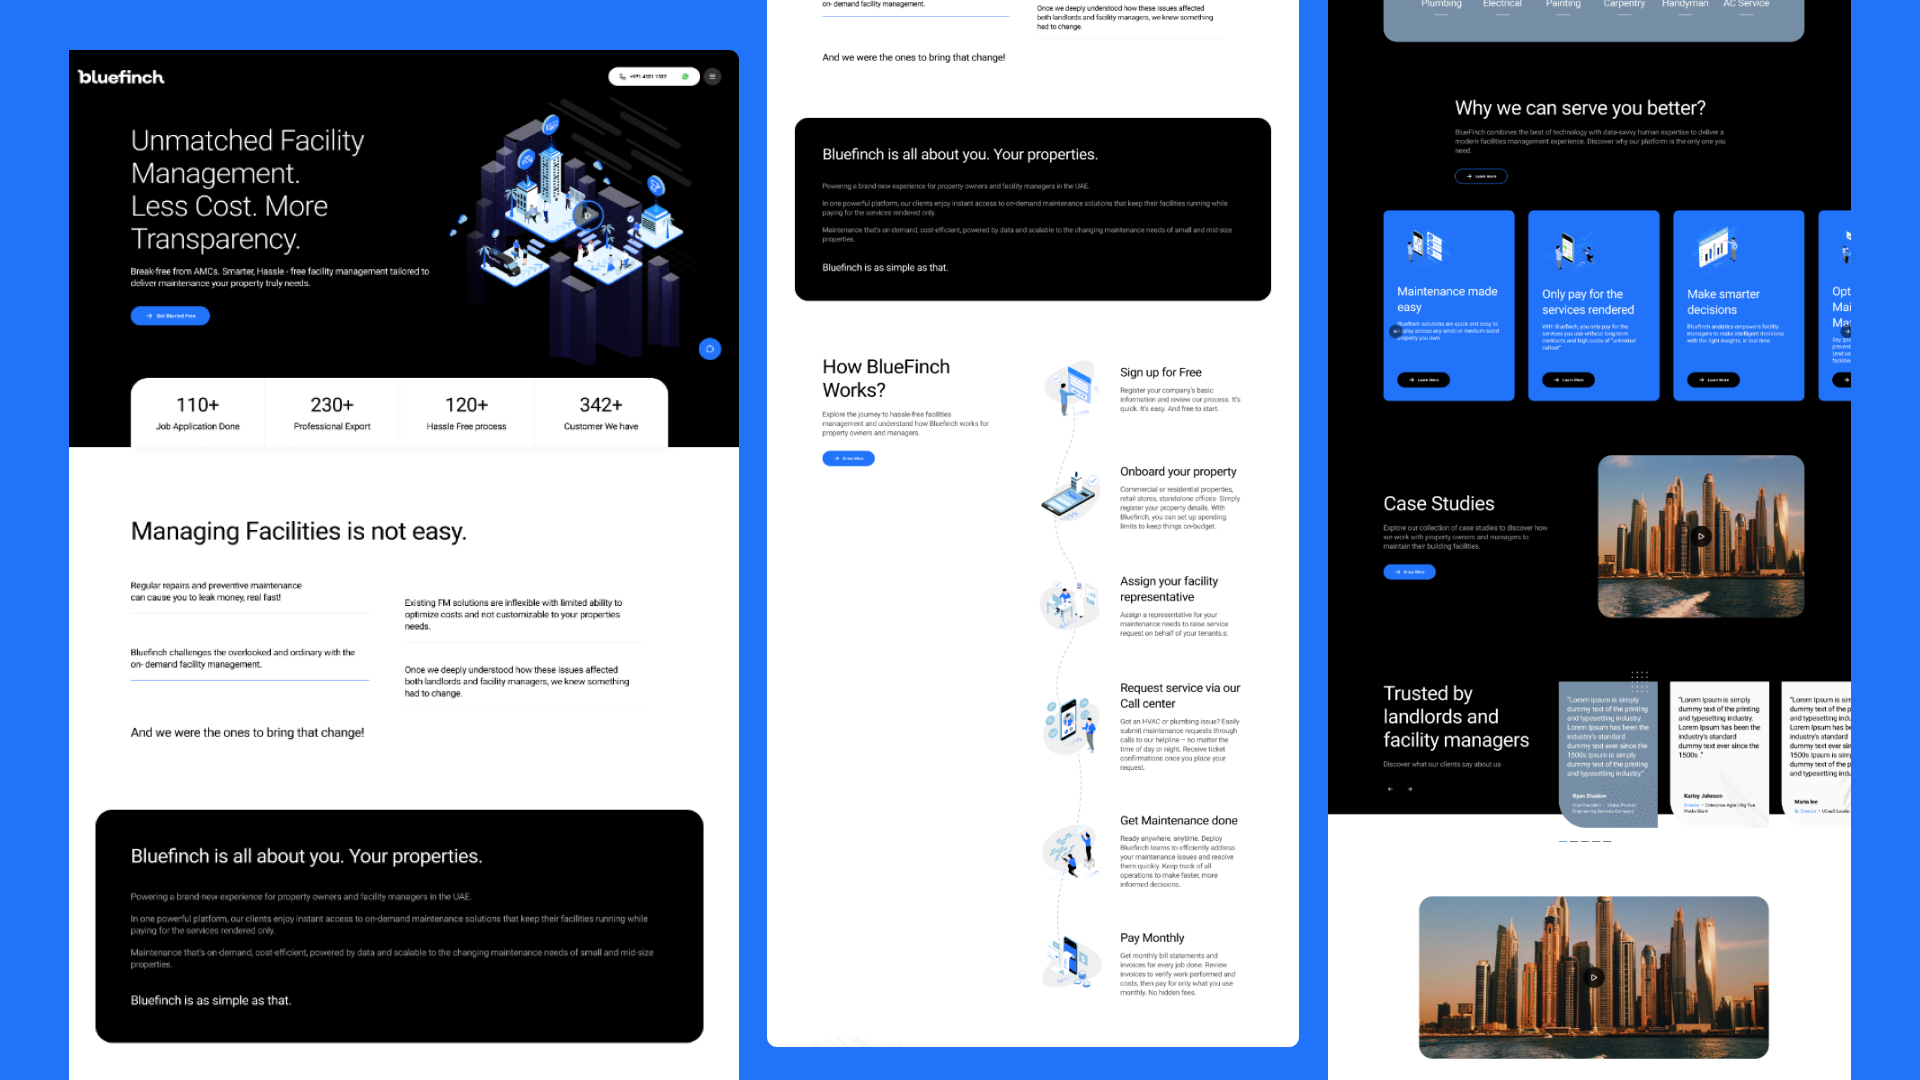 bluefinch.
+971 4321 1322
Unmatched Facility
Management.
Less Cost. More
Transparency.
Break-free from AMCs. Smarter, Hassle - free facility management tailored to
deliver maintenance your property truly needs.
Get Started Free
110+
Job Application Done
230+
Professional Export
120+
Hassle Free process
342+
Customer We have
Managing Facilities is not easy.
Regular repairs and preventive maintenance
can cause you to leak money, real fast!
Bluefinch challenges the overlooked and ordinary with the
on- demand facility management.
And we were the ones to bring that change!
Existing FM solutions are inflexible with limited ability to
optimize costs and not customizable to your properties
needs.
Once we deeply understood how these issues affected
both landlords and facility managers, we knew something
had to change.
Bluefinch is all about you. Your properties.
Powering a brand-new experience for property owners and facility managers in the UAE.
In one powerful platform, our clients enjoy instant access to on-demand maintenance solutions that keep their facilities running while
paying for the services rendered only.
Maintenance that's on-demand, cost-efficient, powered by data and scalable to the changing maintenance needs of small and mid-size
properties.
Bluefinch is as simple as that.
on- demand facility management.
Once we deeply understood how these issues affected
both landlords and facility managers, we knew something
had to change.
And we were the ones to bring that change!
Bluefinch is all about you. Your properties.
Powering a brand-new experience for property owners and facility managers in the UAE.
In one powerful platform, our clients enjoy instant access to on-demand maintenance solutions that keep their facilities running while
paying for the services rendered only.
Maintenance that's on-demand, cost-efficient, powered by data and scalable to the changing maintenance needs of small and mid-size
properties.
Bluefinch is as simple as that.
How BlueFinch
Works?
Explore the journey to hassle-free facilities
management and understand how Bluefinch works for
property owners and managers.
Know More
Sign up for Free
Register your company's basic
information and review our process. It's
quick. It's easy. And free to start.
Onboard your property
Commercial or residential properties,
retail stores, standalone offices- Simply
register your property details. With
Bluefinch, you can set up spending
limits to keep things on-budget.
Assign your facility
representative
Assign a representative for your
maintenance needs to raise service
request on behalf of your tenants.s.
Request service via our
Call center
Got an HVAC or plumbing issue? Easily
submit maintenance requests through
calls to our helpline – no matter the
time of day or night. Receive ticket
confirmations once you place your
request.
Get Maintenance done
Ready anywhere, anytime. Deploy
Bluefinch teams to efficiently address
your maintenance issues and resolve
them quickly. Keep track of all
operations to make faster, more
informed decisions.
Pay Monthly
Get monthly bill statements and
invoices for every job done. Review
invoices to verify work performed and
costs, then pay for only what you use
monthly. No hidden fees.
Plumbing
Electrical
Painting
Carpentry
Handyman
AC Service
Why we can serve you better?
BlueFinch combines the best of technology with data-savvy human expertise to deliver a
modern facilities management experience. Discover why our platform is the only one you
need.
Learn more
Maintenance made
easy
Bluefinch solutions are quick and easy to
deploy across any small or medium-sized
property you own.
Learn More
Only pay for the
services rendered
With Bluefinch, you only pay for the
services you use without long term
contracts and high costs of "unlimited
callout"
Learn More
Make smarter
decisions
Bluefinch analytics empowers facility
managers to make intelligent decisions
with the right insights, in real time.
Learn More
Opt
Mai
Max
Case Studies
Explore our collection of case studies to discover how
we work with property owners and managers to
maintain their building facilities.
Know More
Trusted by
landlords and
facility managers
Discover what our clients say about us
"Lorem Ipsum is simply
dummy text of the printing
and typesetting industry.
Lorem Ipsum has been the
industry's standard
dummy text ever since the
1500s Ipsum is simply
dummy text of the printing
and typesetting industry."
Ryan Shadow
"Lorem Ipsum is simply
dummy text of the printing
and typesetting industry.
Lorem Ipsum has been the
industry's standard
dummy text ever since the
1500s ."
Karley Johnson
Director - Enterprise Agile | Big Five
Media Giant
"Lorem Ipsum is sim
dummy text of the p
and typesetting indu
Lorem Ipsum has be
industry's standard
dummy text ever sin
1500s Ipsum is simp
dummy text of the p
and typesetting indu
Maria lee
Sr. Director - UCaaS Leader